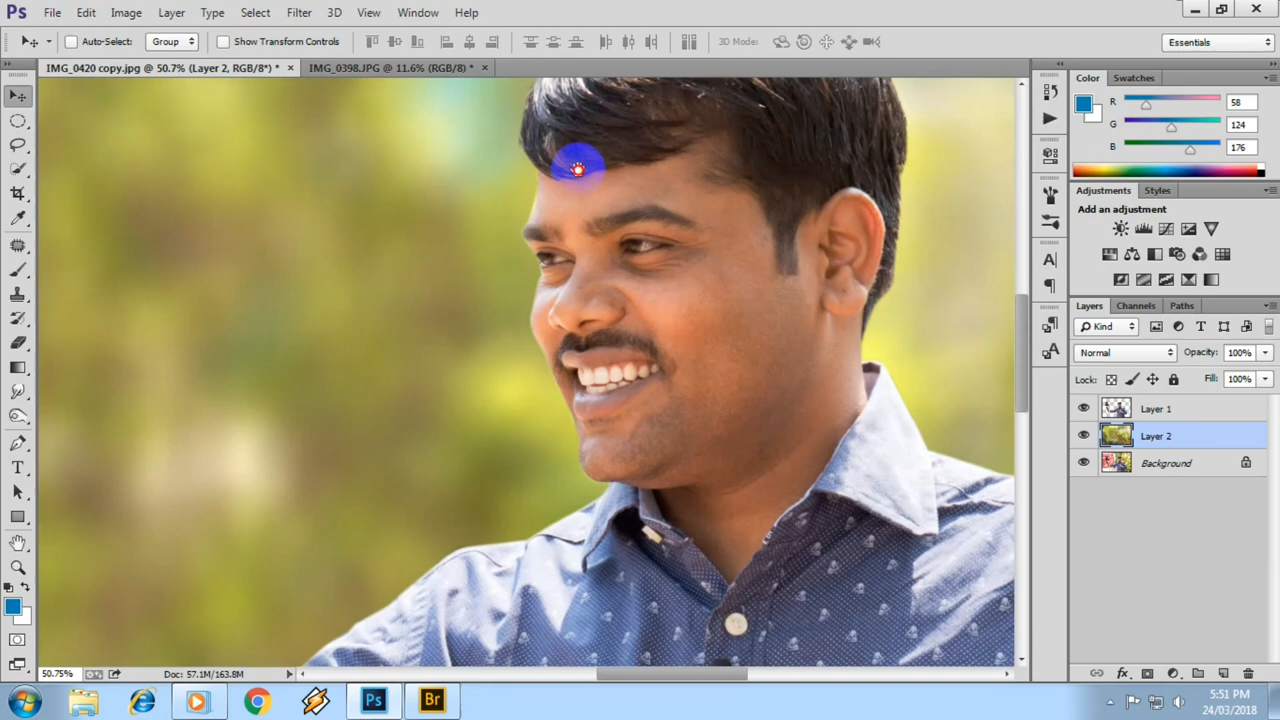 Ps File Edit Image Layer Type Select Filter 3D View Window Help
Auto-Select: Group Show Transform Controls 3D Mode: Essentials
IMG_0420 copy.jpg @ 50.7% (Layer 2, RGB/8*) * × IMG_0398.JPG @ 11.6% (RGB/8) * ×
Color Swatches
R 58
G 124
B 176
Adjustments Styles
Add an adjustment
Layers Channels Paths
Kind
Normal Opacity: 100%
Lock: Fill: 100%
Layer 1
Layer 2
Background
50.75% Doc: 57.1M/163.8M
Ps Br
5:51 PM
24/03/2018